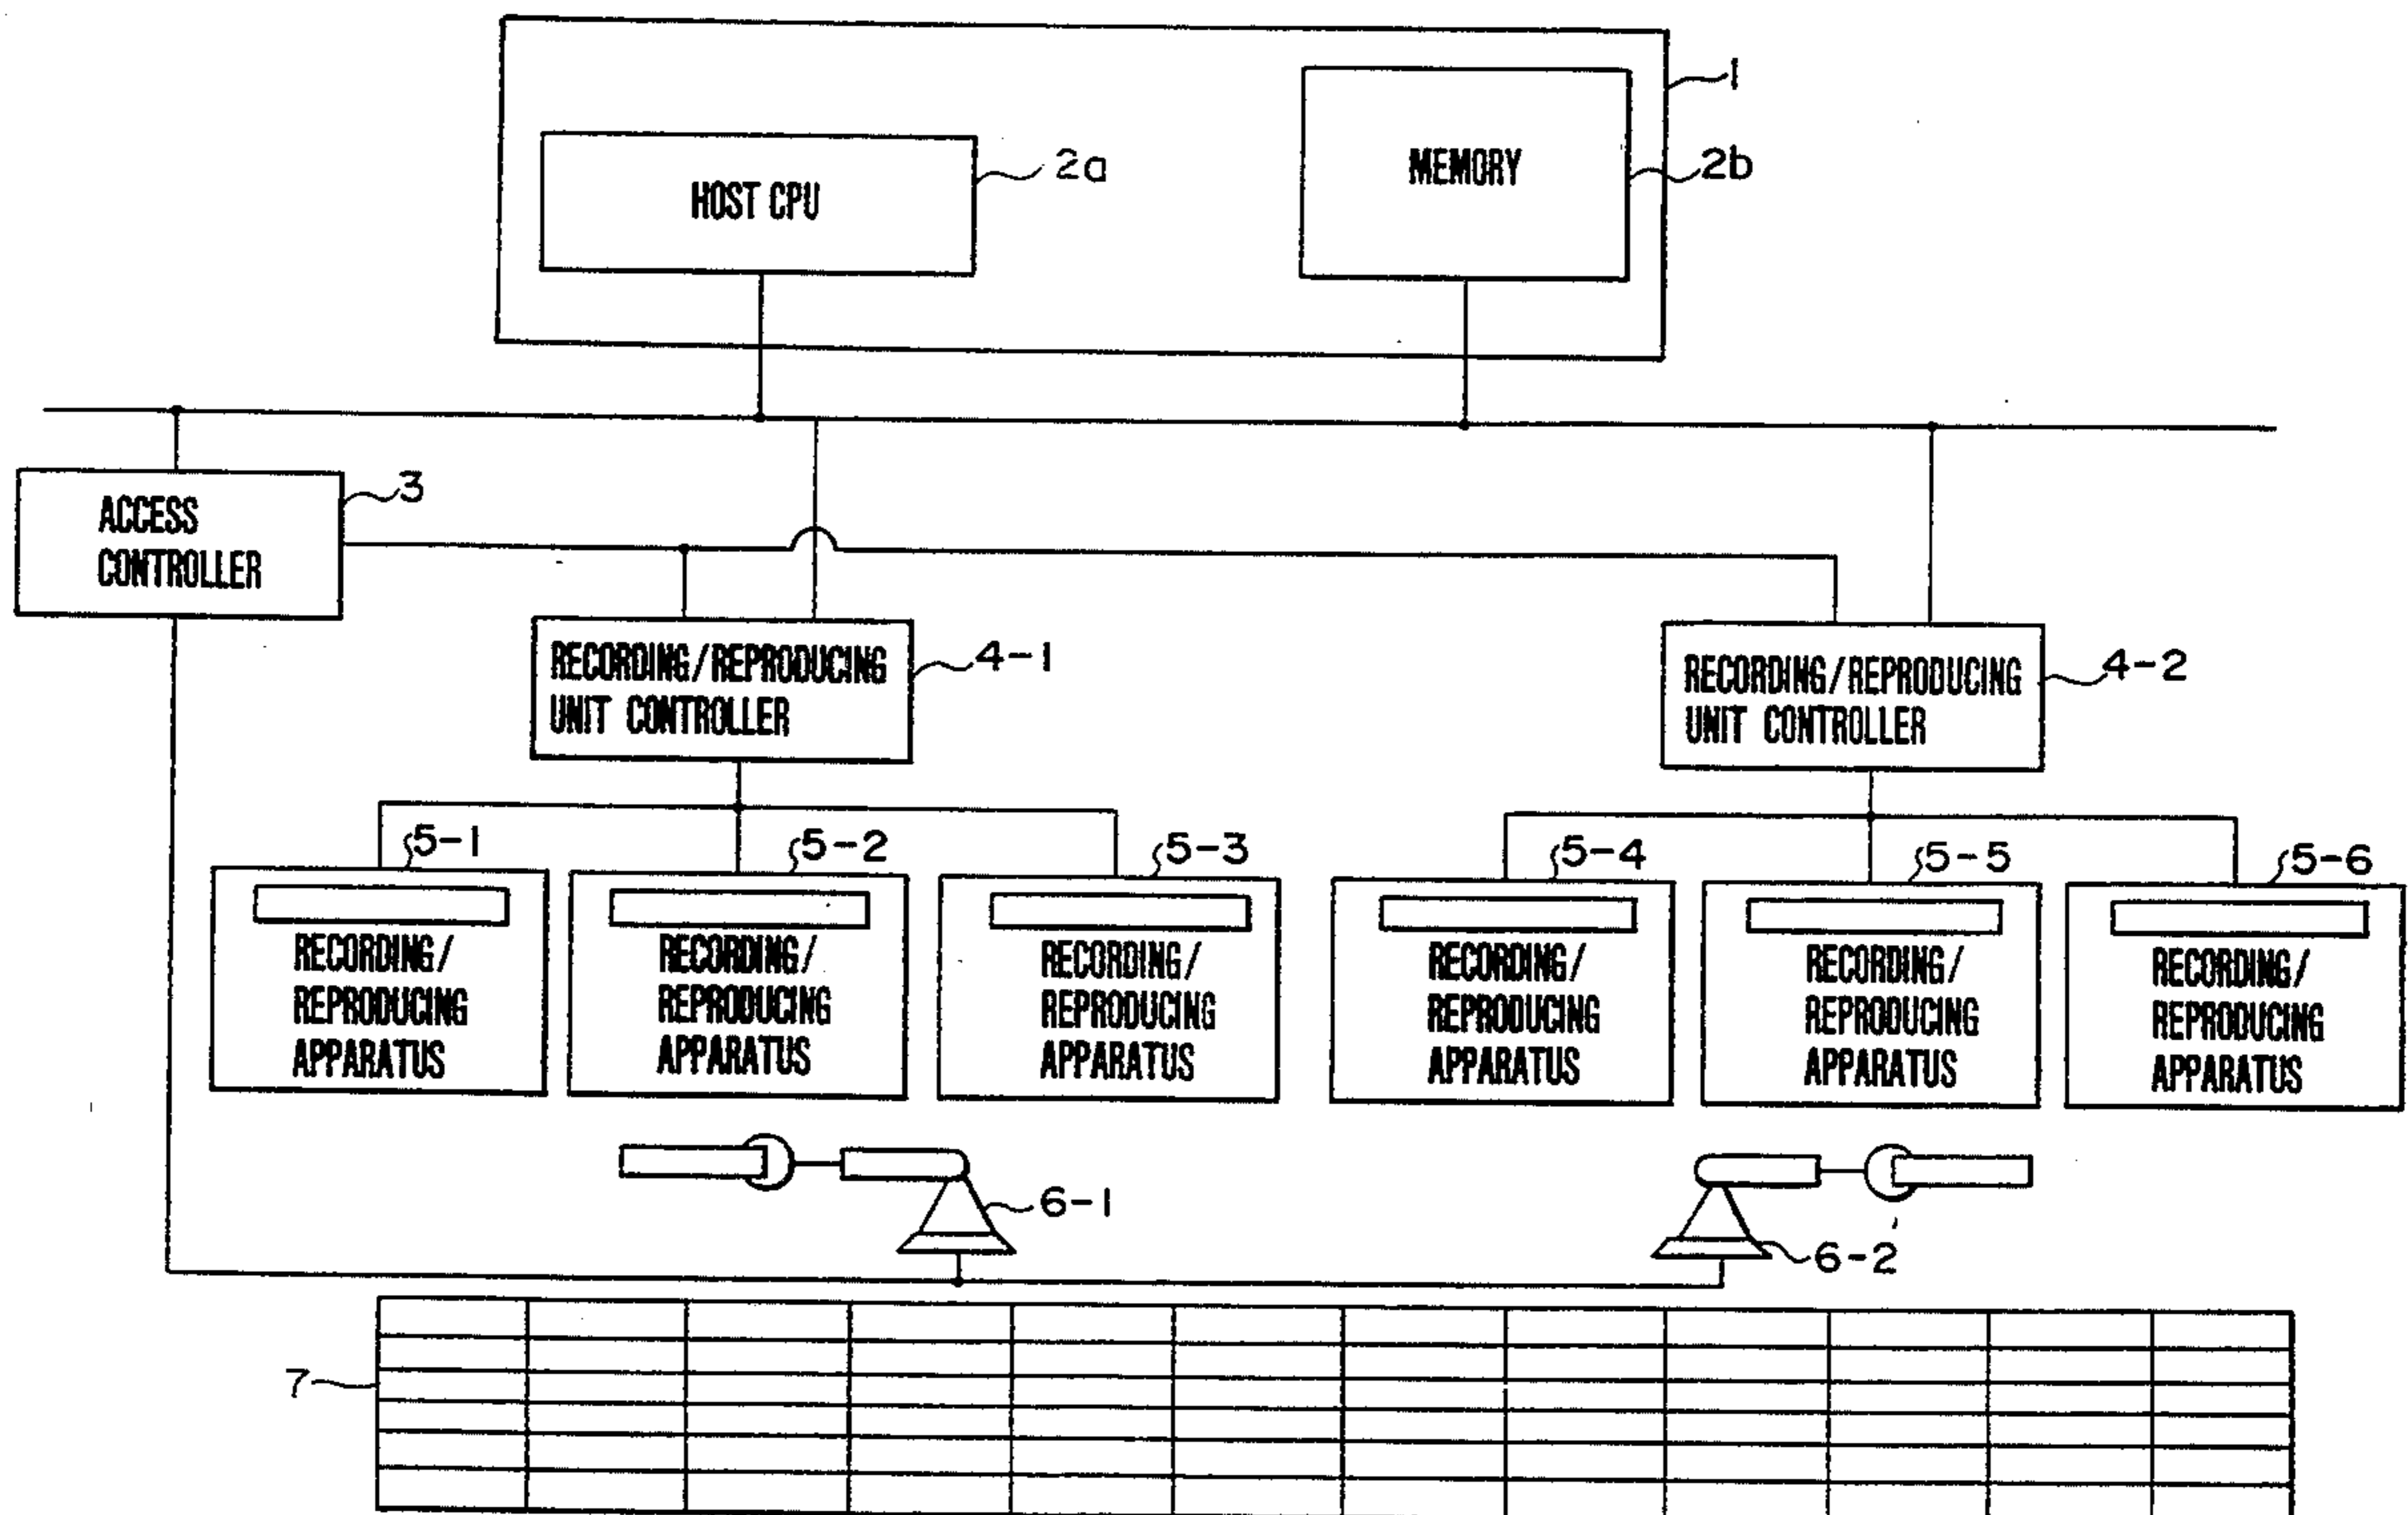 1
HOST CPU
2a
MEMORY
2b
ACCESS
CONTROLLER
3
RECORDING/REPRODUCING
UNIT CONTROLLER
4-1
RECORDING/REPRODUCING
UNIT CONTROLLER
4-2
5-1
RECORDING/
REPRODUCING
APPARATUS
5-2
RECORDING/
REPRODUCING
APPARATUS
5-3
RECORDING/
REPRODUCING
APPARATUS
5-4
RECORDING/
REPRODUCING
APPARATUS
5-5
RECORDING/
REPRODUCING
APPARATUS
5-6
RECORDING/
REPRODUCING
APPARATUS
6-1
6-2
7